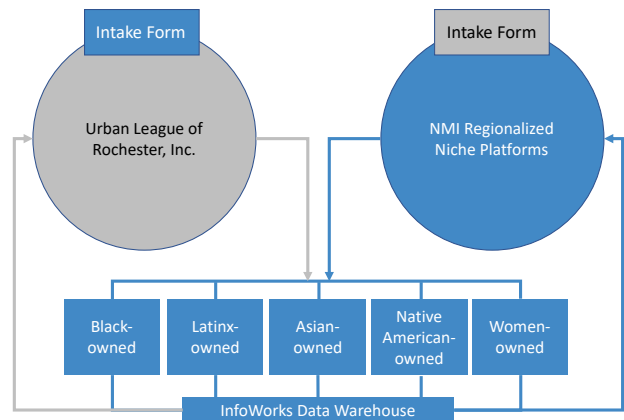 Intake Form
Intake Form
Urban League of
Rochester, Inc.
NMI Regionalized
Niche Platforms
Black-
owned
Latinx-
owned
Asian-
owned
Native
American-
owned
Women-
owned
InfoWorks Data Warehouse